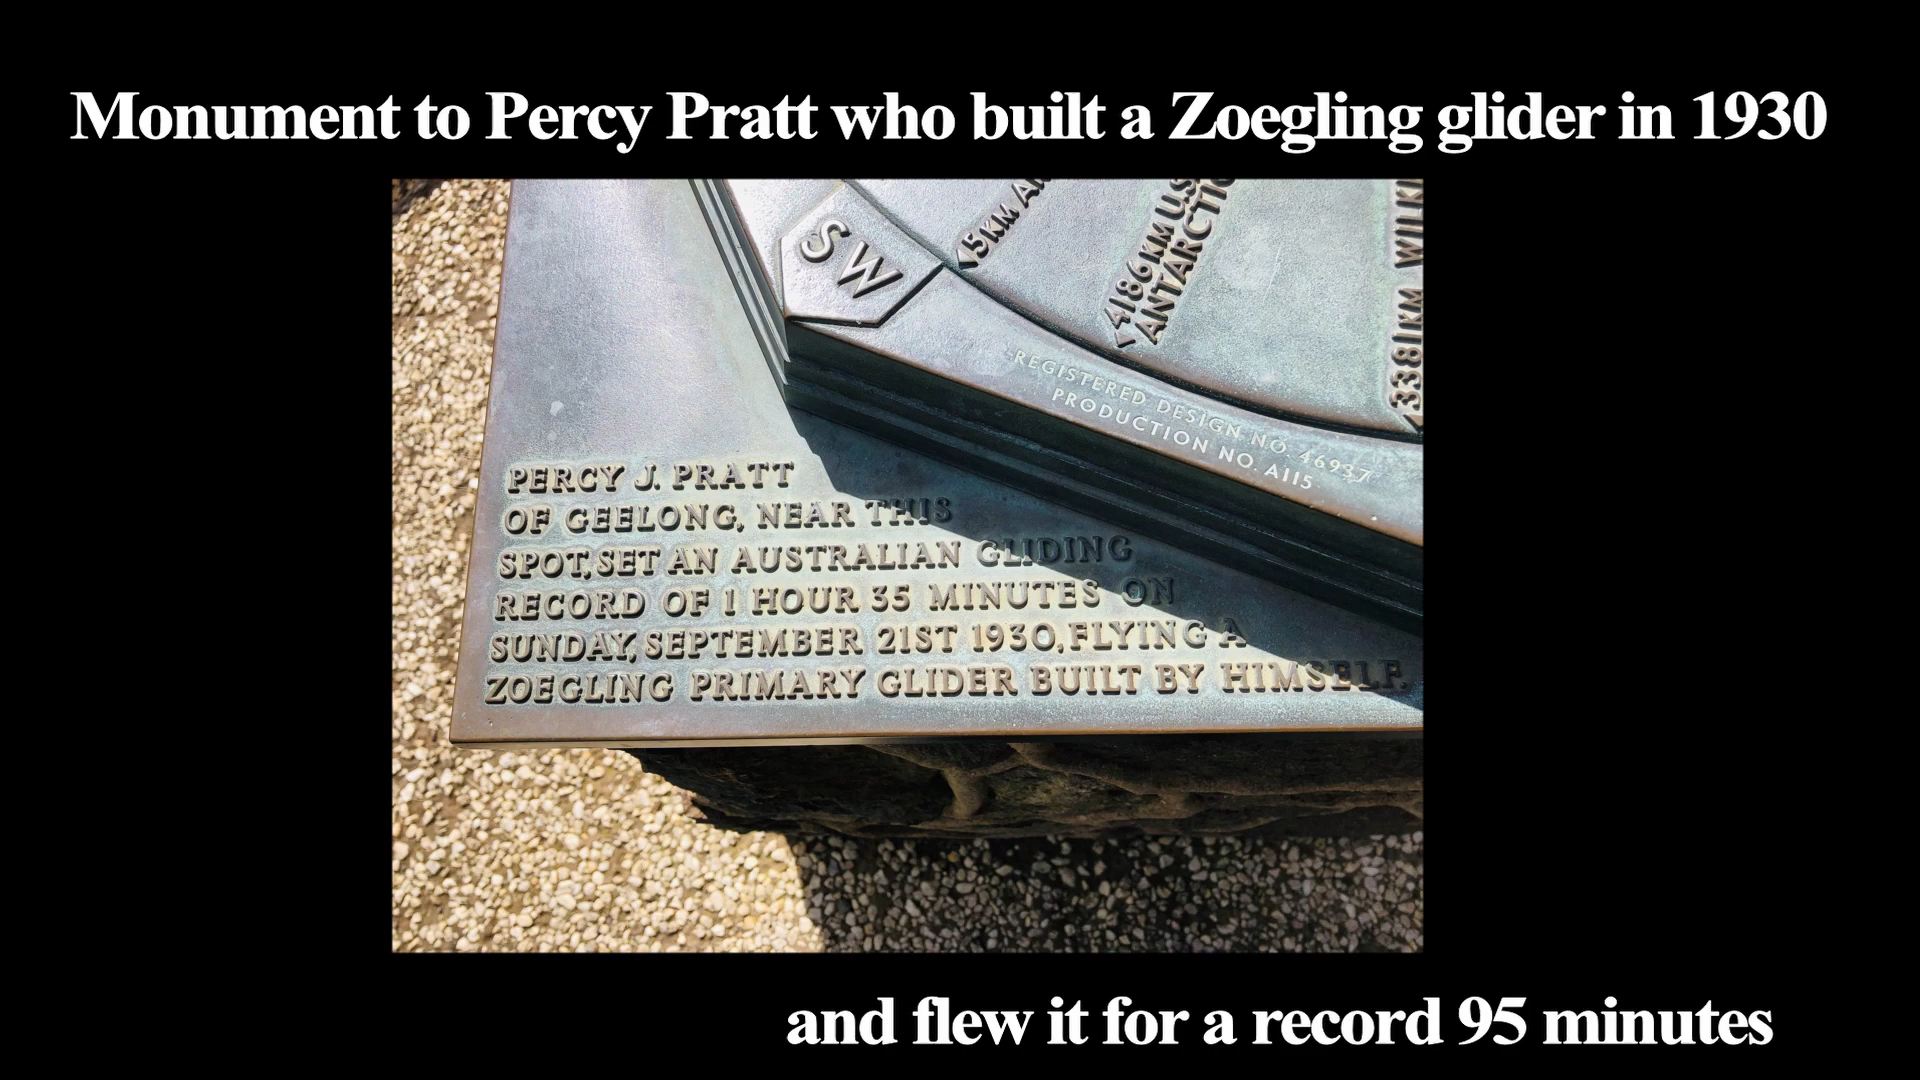 Monument to Percy Pratt who built a Zoegling glider in 1930
SW
5KM
4186KM U.S.
ANTARCTIC
3381KM
REGISTERED DESIGN NO. 46937
PRODUCTION NO. A115
PERCY J. PRATT
OF GEELONG, NEAR THIS
SPOT, SET AN AUSTRALIAN GLIDING
RECORD OF 1 HOUR 35 MINUTES ON
SUNDAY, SEPTEMBER 21ST 1930, FLYING A
ZOEGLING PRIMARY GLIDER BUILT BY HIMSELF.
and flew it for a record 95 minutes